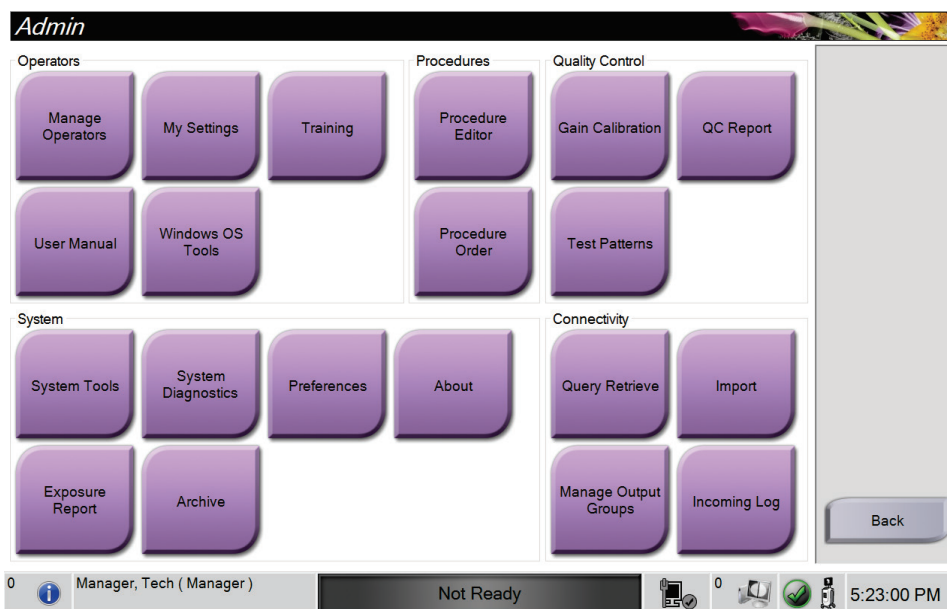 Admin
Operators
Manage
Operators
My Settings
Training
User Manual
Windows OS
Tools
Procedures
Procedure
Editor
Procedure
Order
Quality Control
Gain Calibration
QC Report
Test Patterns
System
System Tools
System
Diagnostics
Preferences
About
Exposure
Report
Archive
Connectivity
Query Retrieve
Import
Manage Output
Groups
Incoming Log
Back
0
Manager, Tech ( Manager )
Not Ready
0
5:23:00 PM